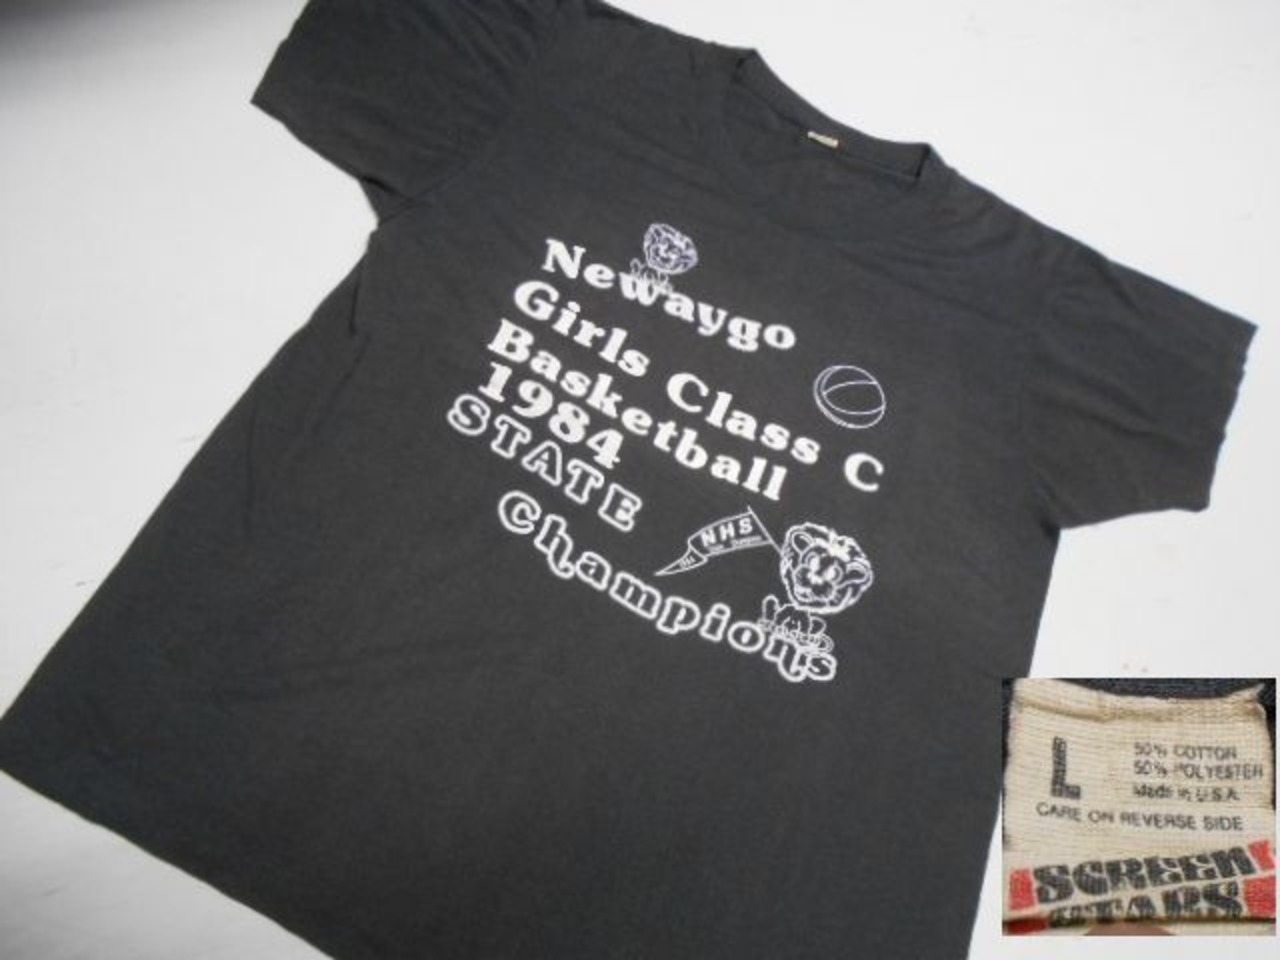 Newaygo
Girls Class C
Basketball
1984
STATE
Champions
NHS
L
50% COTTON
50% POLYESTER
Made in U.S.A.
CARE ON REVERSE SIDE
SCREEN
STARS